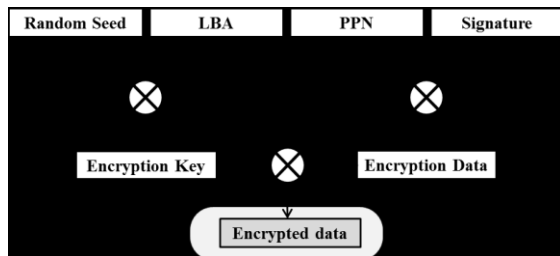 Random Seed LBA PPN Signature
Encryption Key Encryption Data
Encrypted data